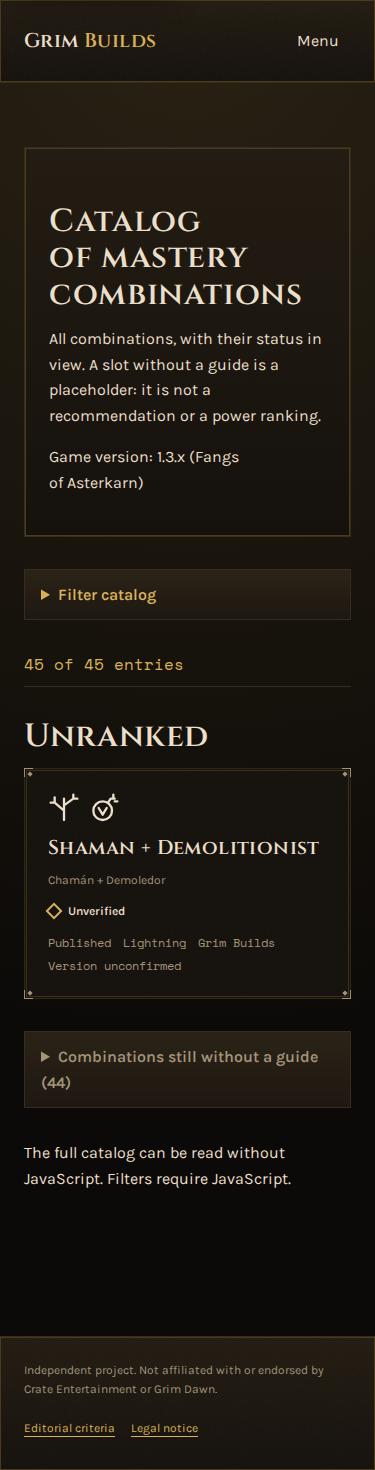 Grim Builds
Menu
Catalog
of mastery
combinations
All combinations, with their status in
view. A slot without a guide is a
placeholder: it is not a
recommendation or a power ranking.
Game version: 1.3.x (Fangs
of Asterkarn)
Filter catalog
45 of 45 entries
Unranked
Shaman + Demolitionist
Chamán + Demoledor
Unverified
Published Lightning Grim Builds
Version unconfirmed
Combinations still without a guide
(44)
The full catalog can be read without
JavaScript. Filters require JavaScript.
Independent project. Not affiliated with or endorsed by
Crate Entertainment or Grim Dawn.
Editorial criteria Legal notice